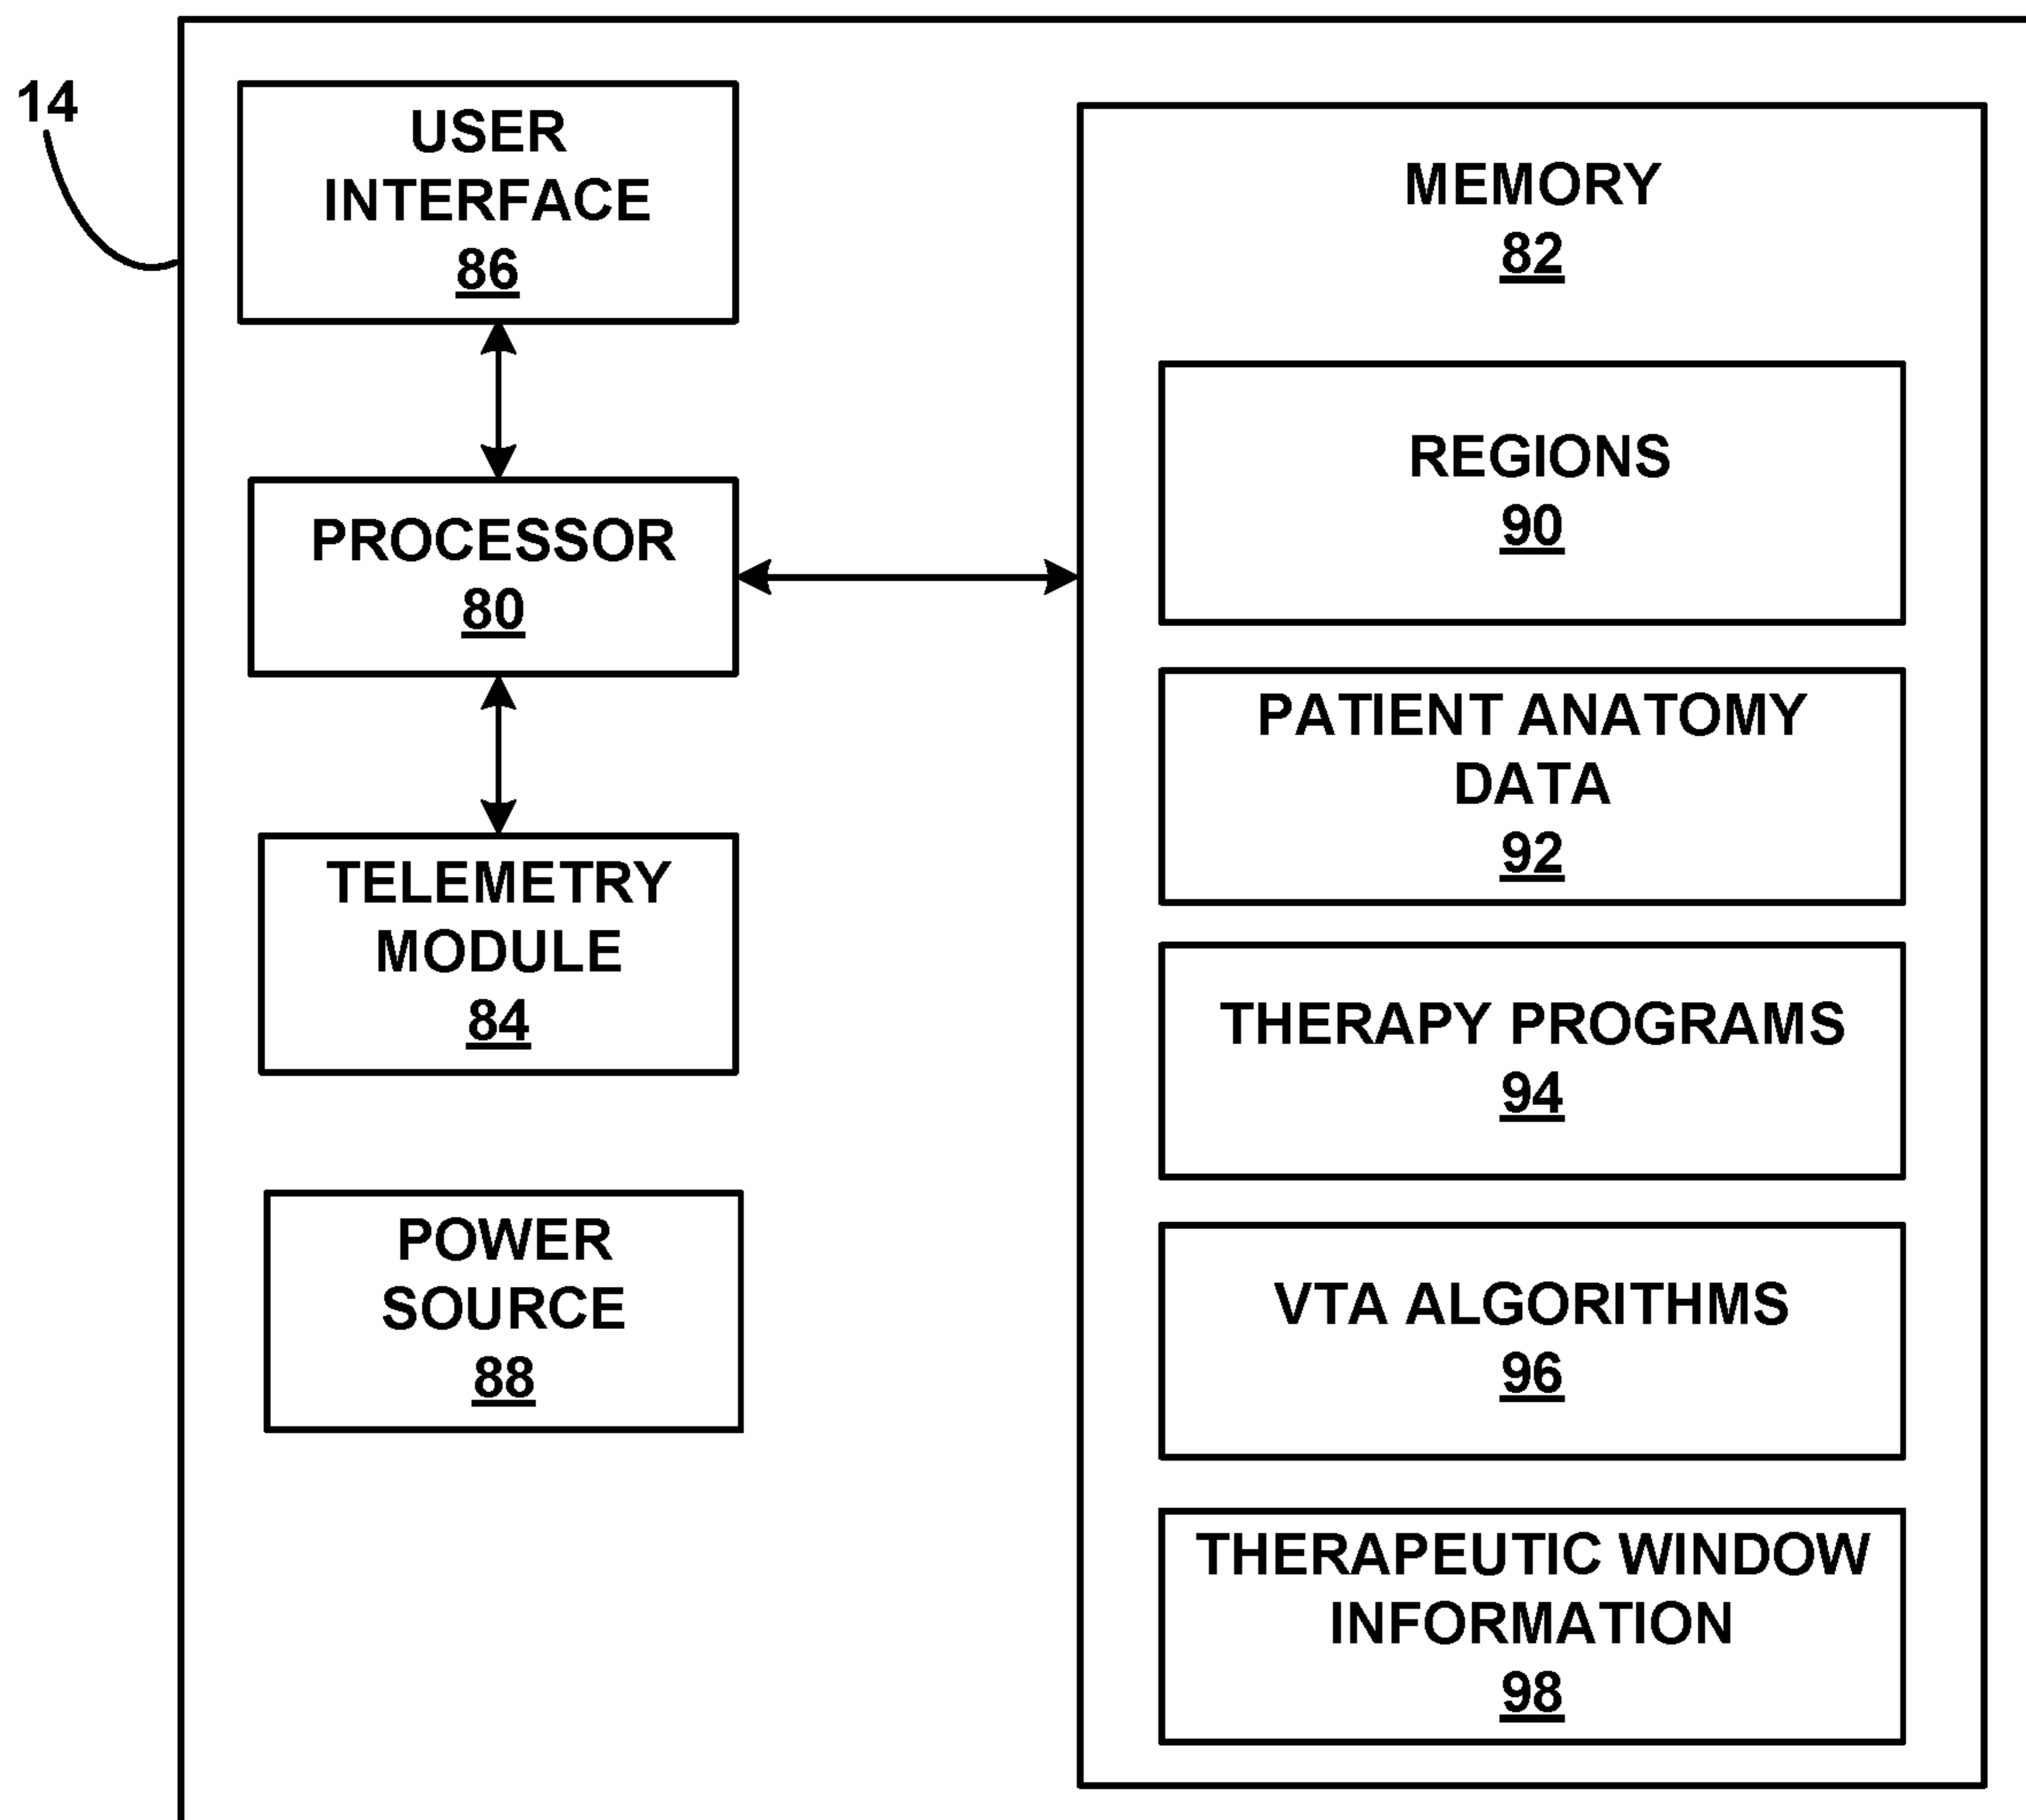 14
USER
INTERFACE
86
PROCESSOR
80
TELEMETRY
MODULE
84
POWER
SOURCE
88
MEMORY
82
REGIONS
90
PATIENT ANATOMY
DATA
92
THERAPY PROGRAMS
94
VTA ALGORITHMS
96
THERAPEUTIC WINDOW
INFORMATION
98